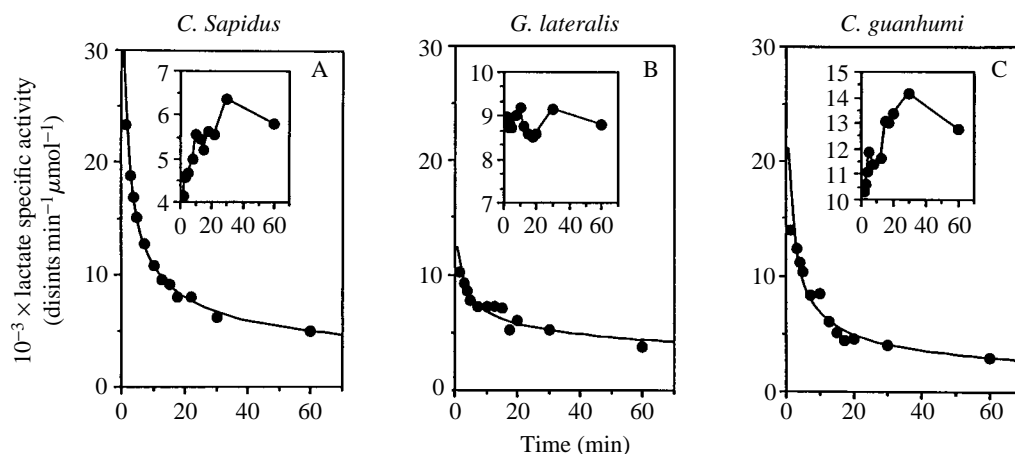 C. Sapidus
G. lateralis
C. guanhumi
10⁻³ × lactate specific activity
(disints min⁻¹ μmol⁻¹)
30
20
10
0
0 20 40 60
A
7
6
5
4
0 20 40 60
30
20
10
0
0 20 40 60
B
10
9
8
7
0 20 40 60
30
20
10
0
0 20 40 60
C
15
14
13
12
11
10
0 20 40 60
Time (min)